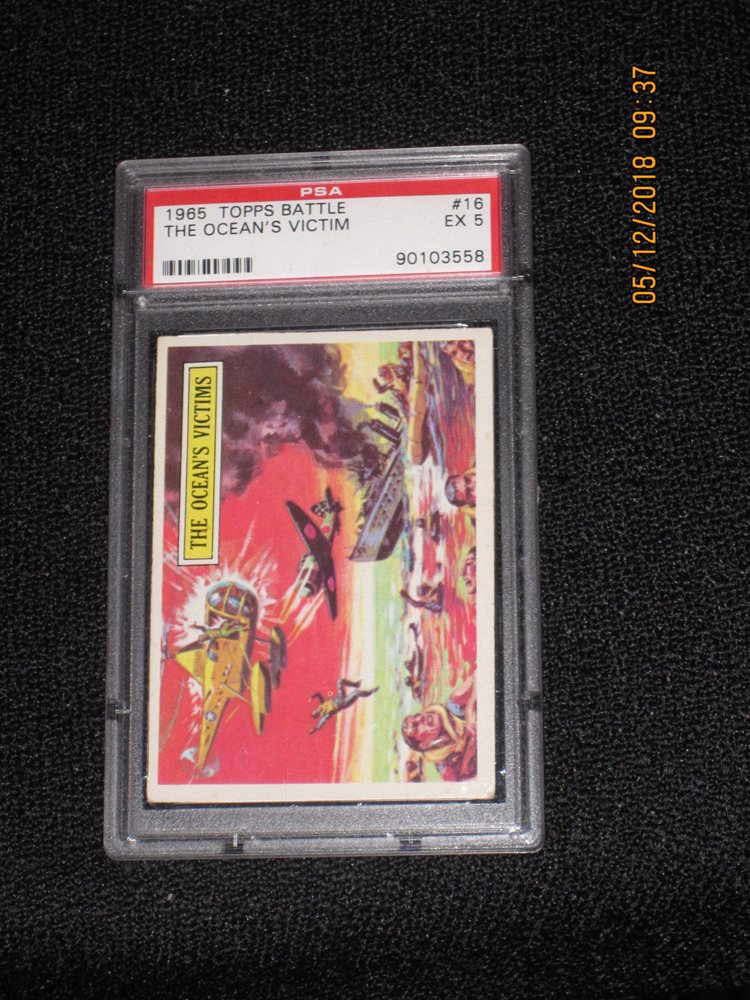 PSA
1965 TOPPS BATTLE #16
THE OCEAN'S VICTIM EX 5
90103558
THE OCEAN'S VICTIMS
05/12/2018 09:37